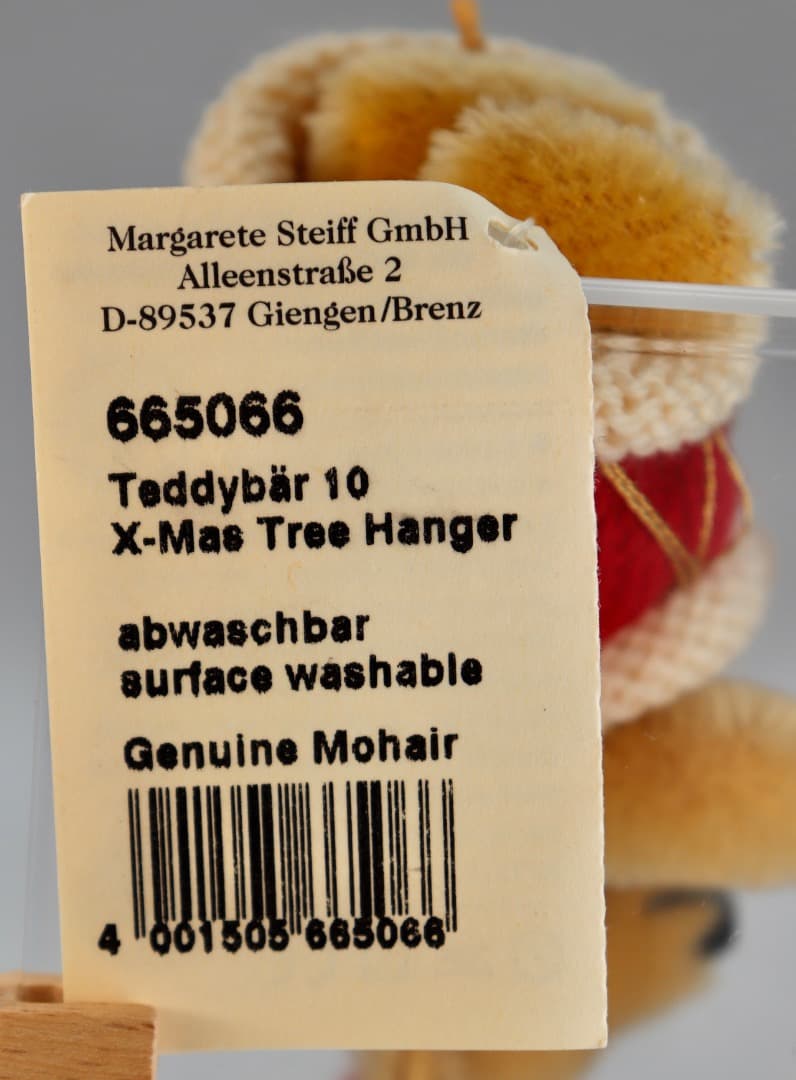 Margarete Steiff GmbH
Alleenstraße 2
D-89537 Giengen/Brenz
665066
Teddybär 10
X-Mas Tree Hanger
abwaschbar
surface washable
Genuine Mohair
4 001505 665066